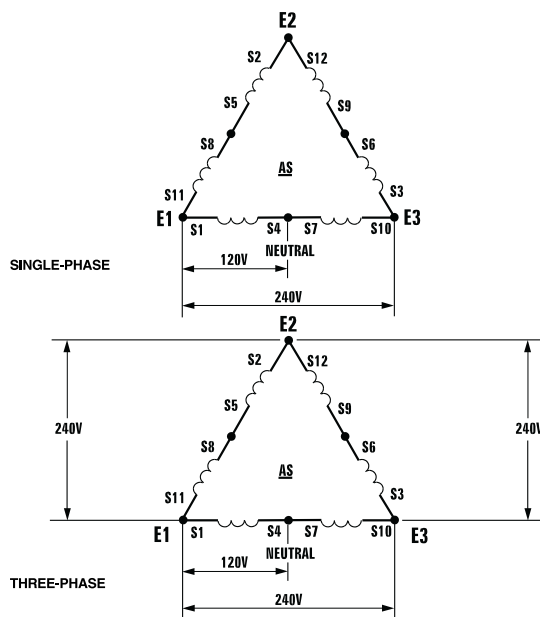 E2
S2
S12
S5
S9
S8
S6
AS
S11
S3
E1
E3
S1
S4
S7
S10
NEUTRAL
120V
SINGLE-PHASE
240V
E2
S2
S12
S5
S9
240V
240V
S8
S6
AS
S11
S3
E1
E3
S1
S4
S7
S10
NEUTRAL
120V
THREE-PHASE
240V